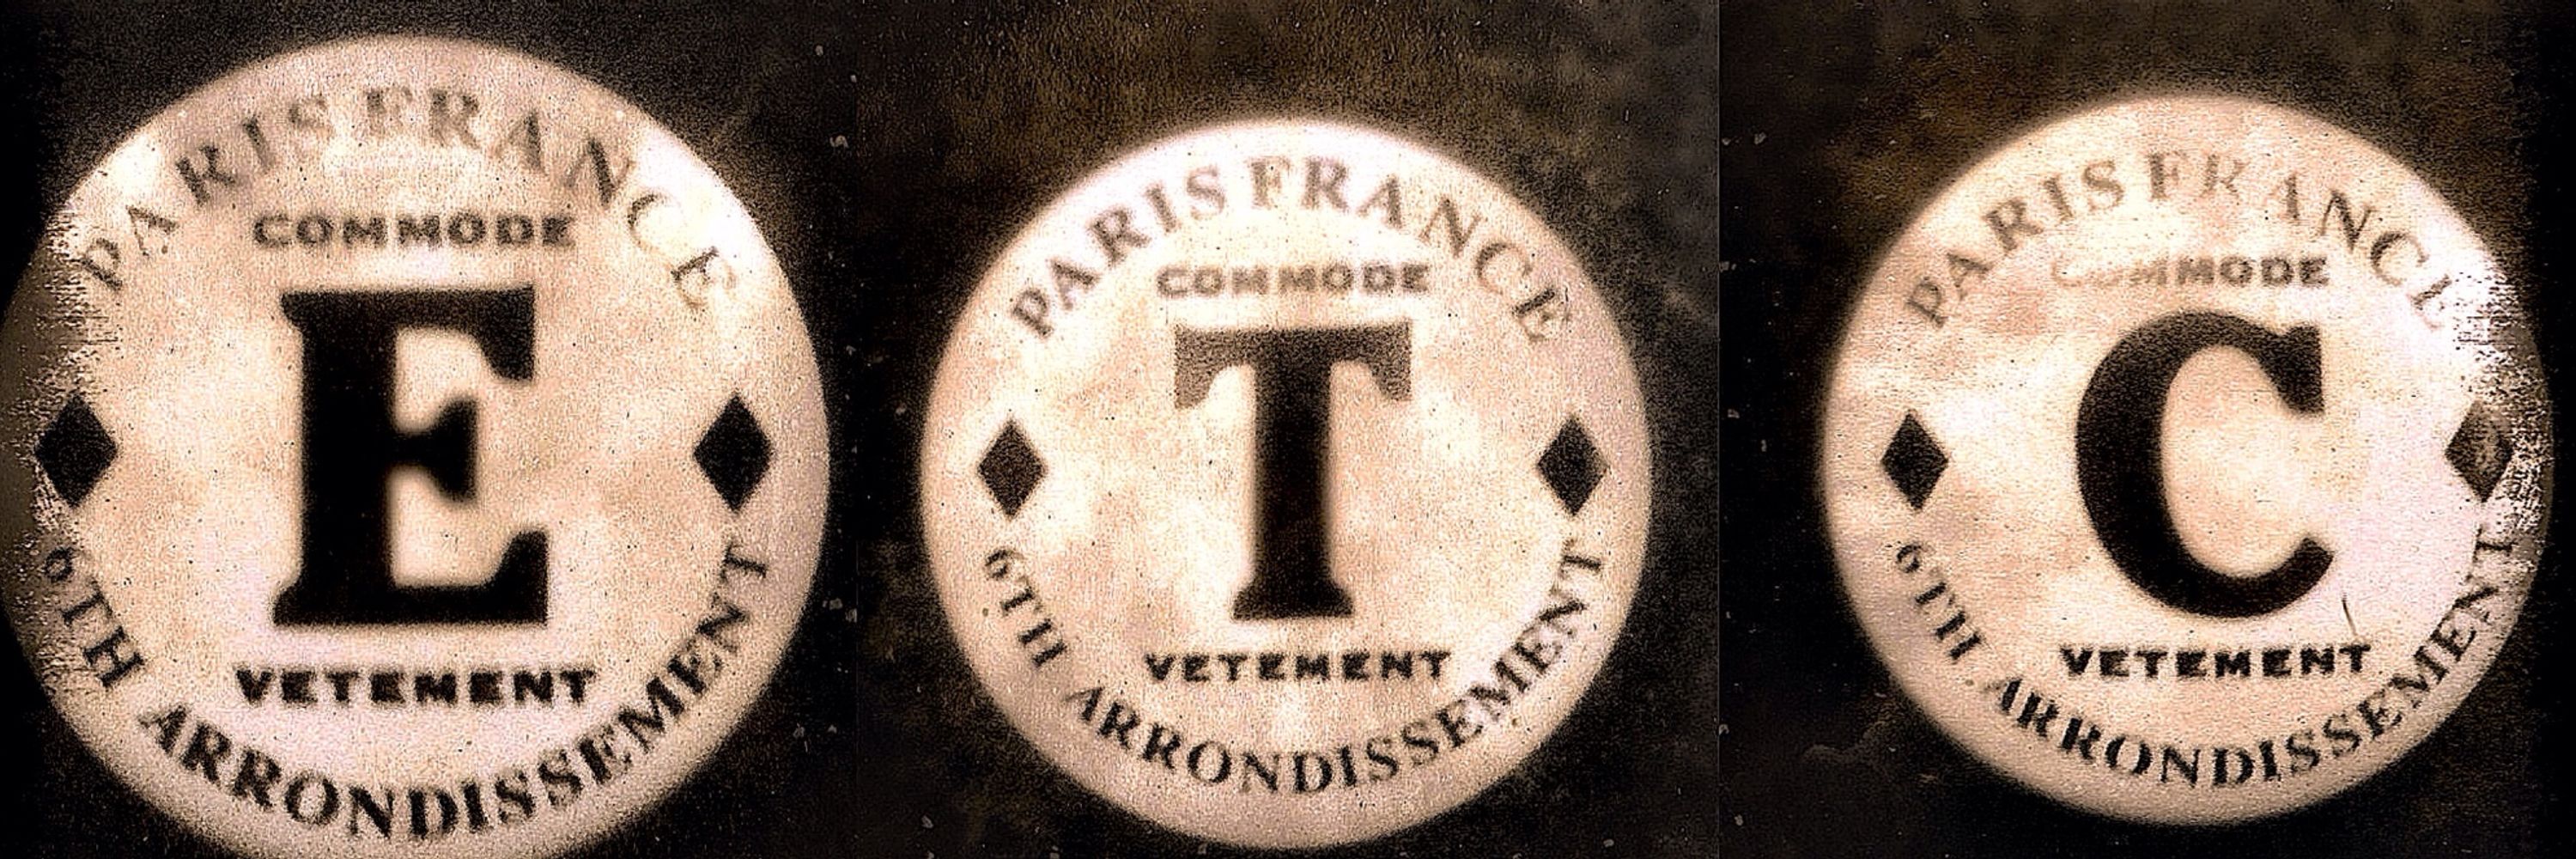 PARIS FRANCE
COMMODE
E
VETEMENT
6TH ARRONDISSEMENT
PARIS FRANCE
COMMODE
T
VETEMENT
6TH ARRONDISSEMENT
PARIS FRANCE
COMMODE
C
VETEMENT
6TH ARRONDISSEMENT